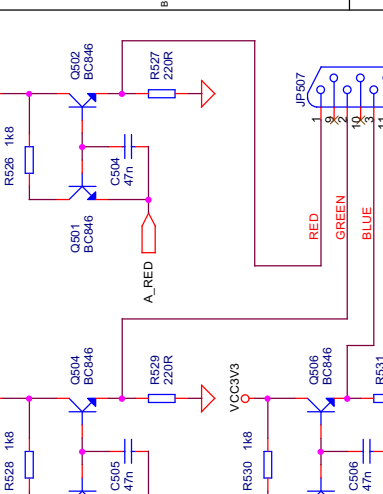 B
Q502
BC846
R527
220R
JP507
R526 1k8
C504
47n
Q501
BC846
A_RED
1
9
2
10
3
11
RED
GREEN
BLUE
Q504
BC846
R529
220R
VCC3V3
Q506
BC846
R531
R528 1k8
C505
47n
R530 1k8
C506
47n